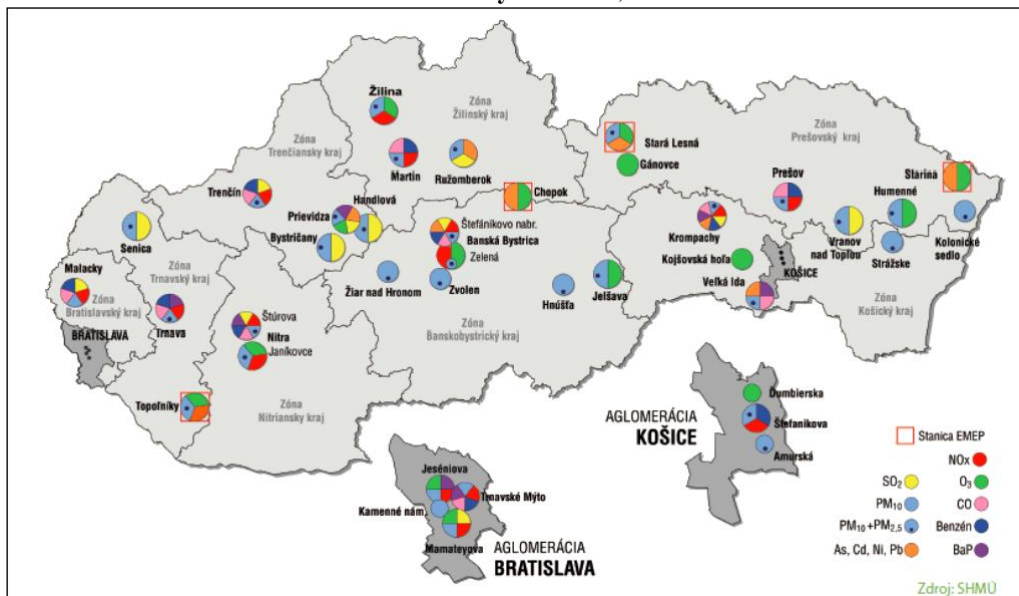 Žilina
Zóna
Žilinský kraj
Martin
Ružomberok
Zóna
Trenčiansky kraj
Trenčín
Prievidza
Handlová
Bystričany
Senica
Malacky
Zóna
Bratislavský kraj
BRATISLAVA
Zóna
Trnavský kraj
Trnava
Topoľníky
Štúrova
Nitra
Janíkovce
Zóna
Nitriansky kraj
Chopok
Štefánikovo nabr.
Banská Bystrica
Zelená
Žiar nad Hronom
Zvolen
Hnúšťa
Jelšava
Zóna
Banskobystrický kraj
Stará Lesná
Gánovce
Zóna
Prešovský kraj
Prešov
Starina
Humenné
Kolonické
sedlo
Vranov
nad Topľou
Strážske
Krompachy
Kojšovská hoľa
KOŠICE
Veľká Ida
Zóna
Košický kraj
AGLOMERÁCIA
KOŠICE
Ďumbierska
Štefanikova
Amurská
Jeséniova
Trnavské Mýto
Kamenné nám.
Mamateyova
AGLOMERÁCIA
BRATISLAVA
Stanica EMEP
NOx
SO₂
O₃
PM₁₀
CO
PM₁₀+PM₂,₅
Benzén
As, Cd, Ni, Pb
BaP
Zdroj: SHMÚ